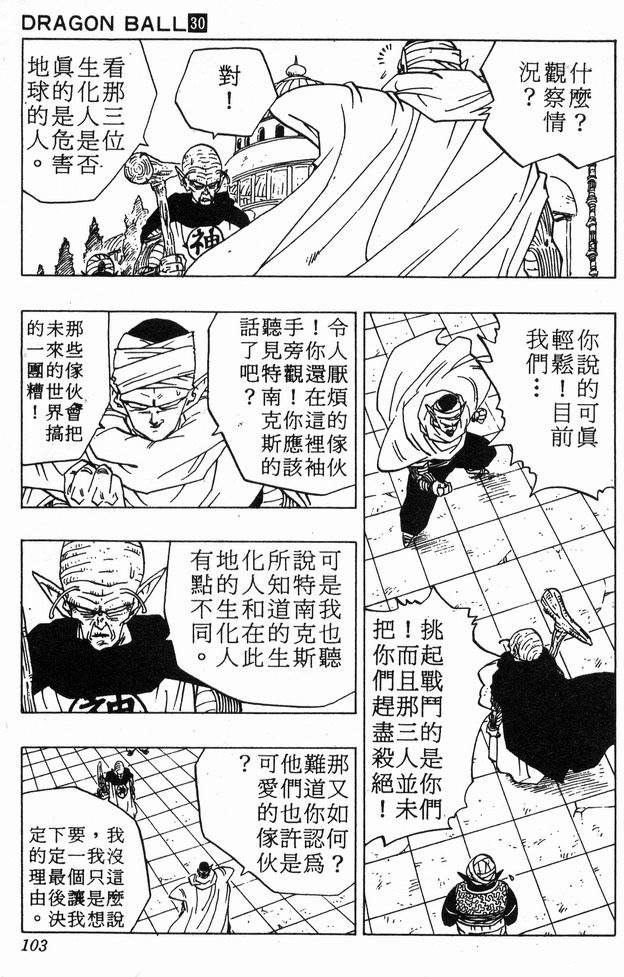 DRAGON BALL 30
什麼？
觀察情
況？
對！
看那三位
生化人是否
眞的是危害
地球的人。
神
你說的可眞
輕鬆！目前
我們…
挑起戰鬥的是你們
！而且那三人並未
把你們趕盡殺絕！
令人厭煩的傢伙
！你還在這裡袖
手旁觀！你應該
聽見特南克斯的
話了吧？
那些傢伙會把
未來的世界搞
的一團糟！
可是我也聽
說特南克斯
所知道的生
化人和在此
地的生化人
有點不同。
神
那又如何？
難道你認爲
他們也許是
可愛的傢伙
？
我沒這麼說
，我只是想
要一個讓我
下定最後決
定的理由。
103